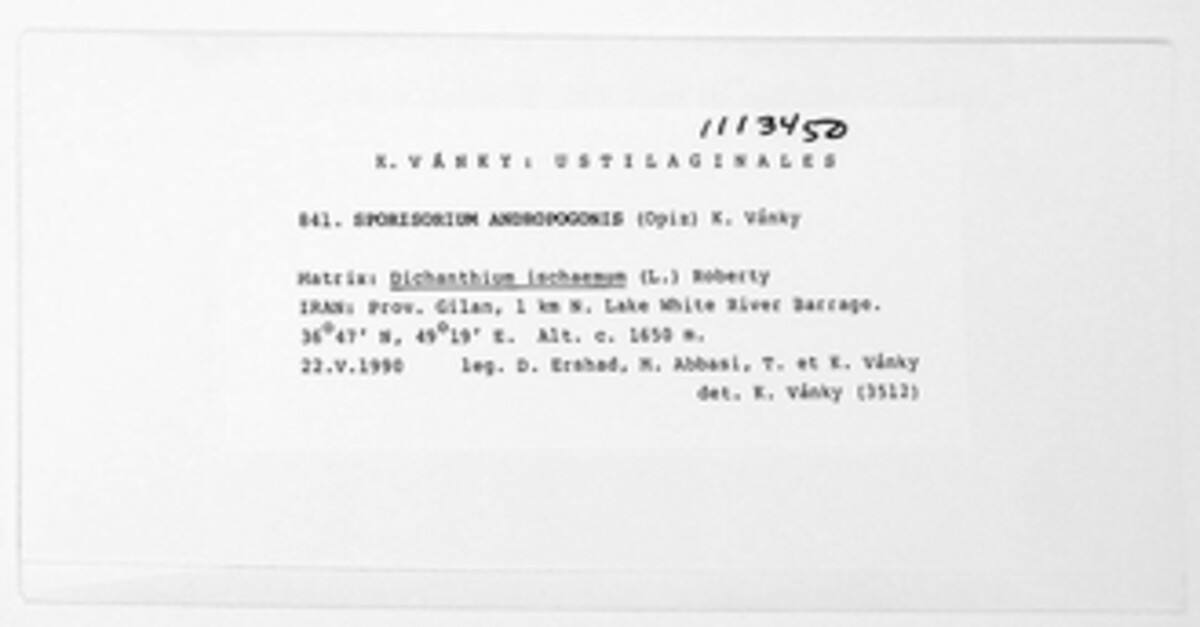 1113450
K. VÁNKY: USTILAGINALES
841. SPORISORIUM ANDROPOGONIS (Opiz) K. Vánky
Matrix: Dichanthium ischaemum (L.) Roberty
IRAN: Prov. Gilan, 1 km N. Lake White River Barrage.
36°47' N, 49°19' E. Alt. c. 1650 m.
22.V.1990 leg. D. Ershad, M. Abbasi, T. et K. Vánky
det. K. Vánky (3512)